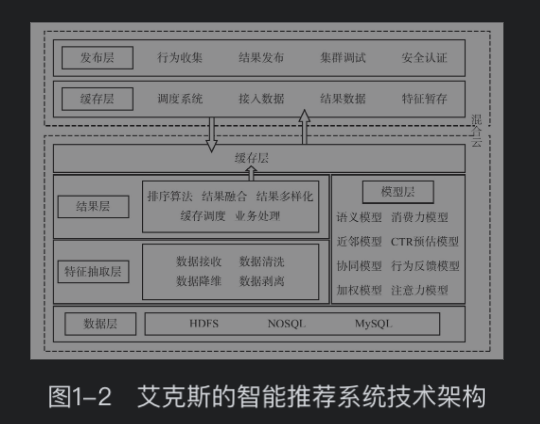 发布层 行为收集 结果发布 集群调试 安全认证
缓存层 调度系统 接入数据 结果数据 特征暂存
混合云
缓存层
结果层
排序算法 结果融合 结果多样化
缓存调度 业务处理
特征抽取层
数据接收 数据清洗
数据降维 数据剥离
模型层
语义模型 消费力模型
近邻模型 CTR预估模型
协同模型 行为反馈模型
加权模型 注意力模型
数据层 HDFS NOSQL MySQL
图1-2 艾克斯的智能推荐系统技术架构